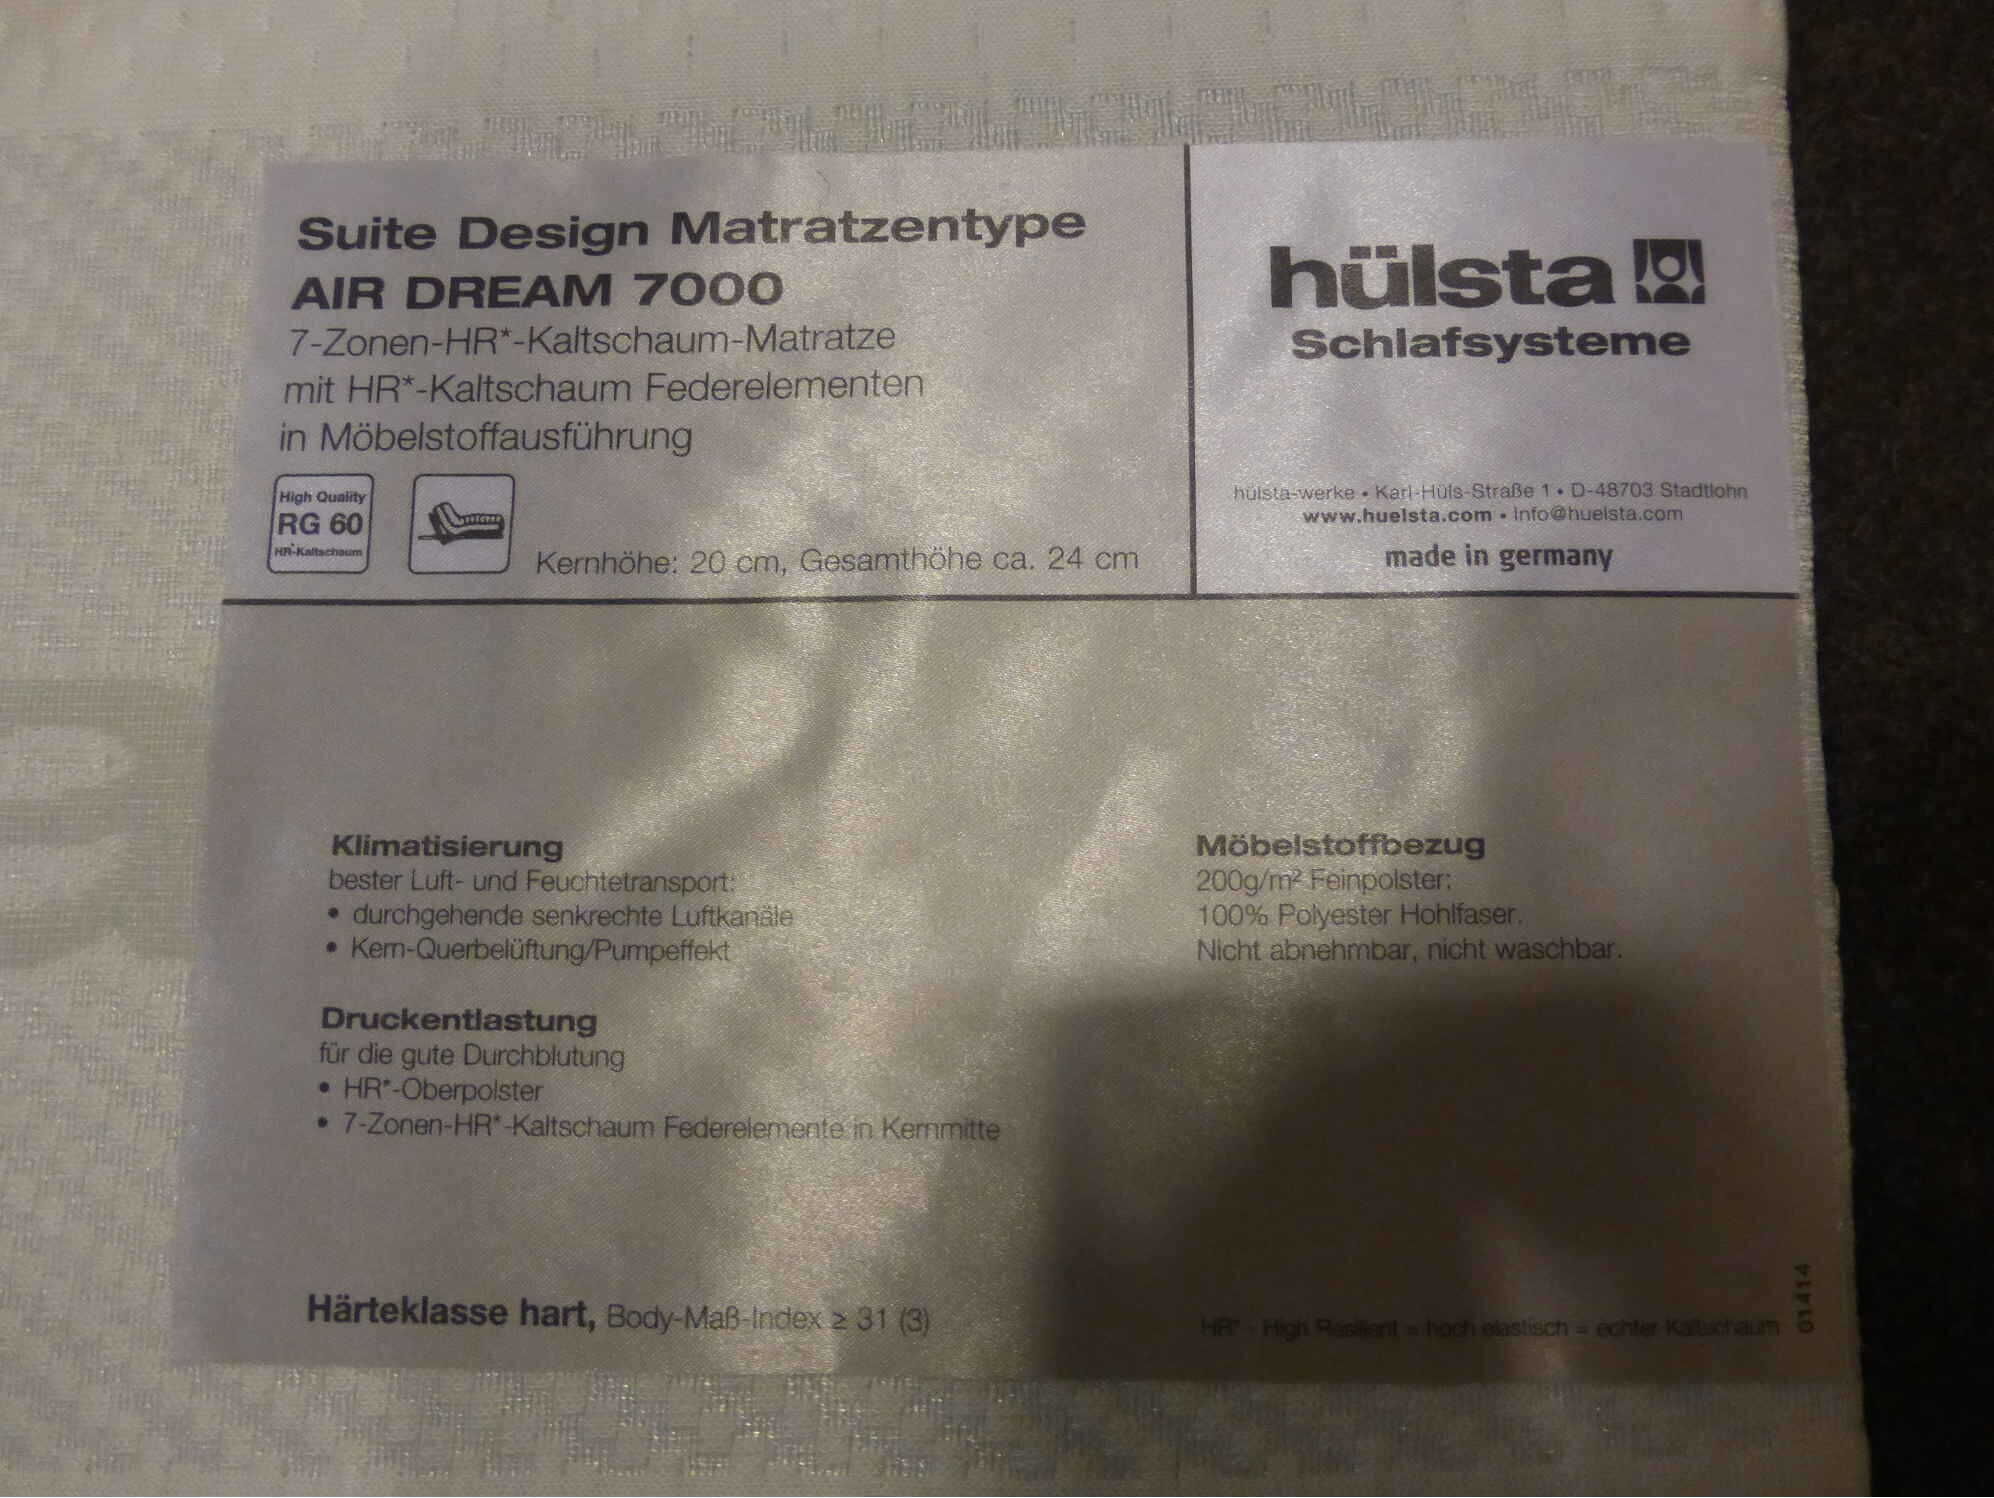 Suite Design Matratzentype
AIR DREAM 7000
7-Zonen-HR*-Kaltschaum-Matratze
mit HR*-Kaltschaum Federelementen
in Möbelstoffausführung
High Quality
RG 60
HR*-Kaltschaum
Kernhöhe: 20 cm, Gesamthöhe ca. 24 cm
hülsta
Schlafsysteme
hülsta-werke • Karl-Hüls-Straße 1 • D-48703 Stadtlohn
www.huelsta.com • Info@huelsta.com
made in germany
Klimatisierung
bester Luft- und Feuchtetransport:
• durchgehende senkrechte Luftkanäle
• Kern-Querbelüftung/Pumpeffekt
Druckentlastung
für die gute Durchblutung
• HR*-Oberpolster
• 7-Zonen-HR*-Kaltschaum Federelemente in Kernmitte
Möbelstoffbezug
200g/m² Feinpolster:
100% Polyester Hohlfaser.
Nicht abnehmbar, nicht waschbar.
Härteklasse hart, Body-Maß-Index ≥ 31 (3)
HR* - High Resilient = hoch elastisch = echter Kaltschaum
01414